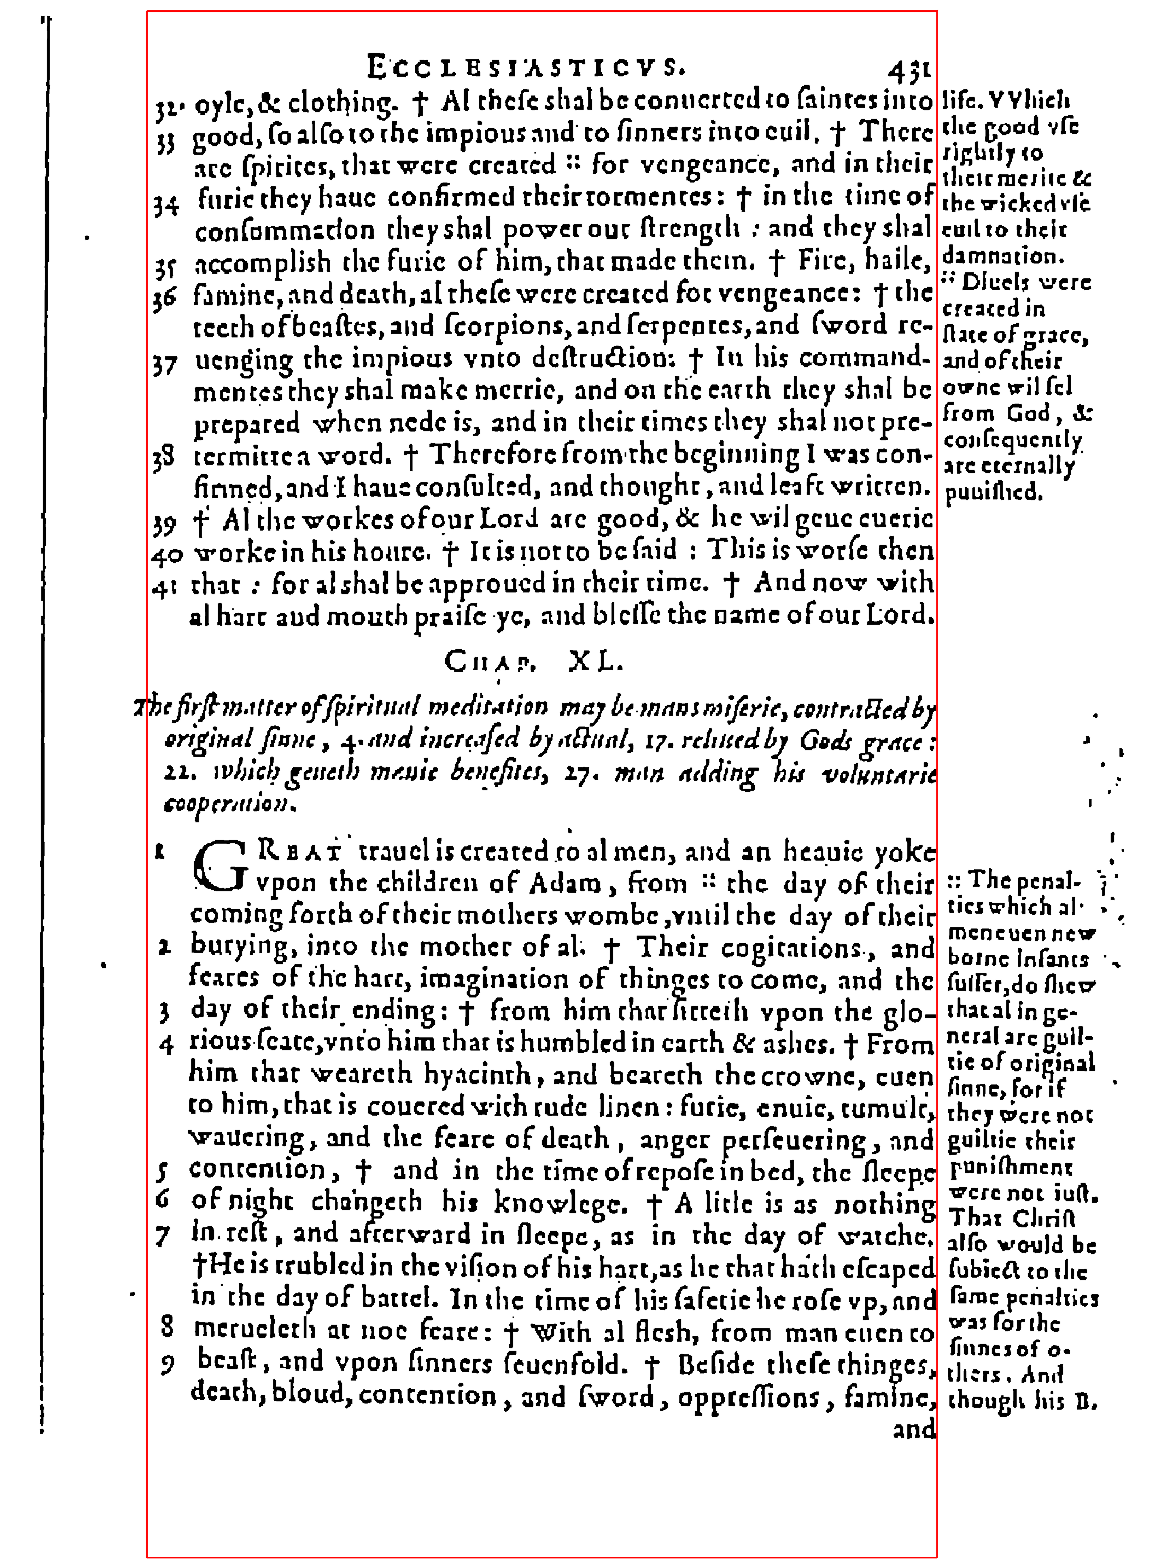 ECCLESIASTICVS. 431
32 oyle, & clothing. † Al these shal be conuerted to saintes into
33 good, so also to the impious and to sinners into euil. † There
are spirites, that were created :: for vengeance, and in their
34 furie they haue confirmed their tormentes: † in the time of
consummation they shal powre out strength : and they shal
35 accomplish the furie of him, that made them. † Fire, haile,
36 famine, and death, al these were created for vengeance: † the
teeth of beastes, and scorpions, and serpentes, and sword re-
37 uenging the impious vnto destruction: † In his command-
mentes they shal make merrie, and on the earth they shal be
prepared when nede is, and in their times they shal not pre-
38 termitte a word. † Therefore from the beginning I was con-
firmed, and I haue consulted, and thought, and leaft written.
39 † Al the workes of our Lord are good, & he wil geue euerie
40 worke in his houre. † It is not to be said : This is worse then
41 that : for al shal be approued in their time. † And now with
al hart and mouth praise ye, and blesse the name of our Lord.
life. VVhich
the good vse
rightly to
their merite &
the wicked vse
euil to their
damnation.
:: Diuels were
created in
state of grace,
and of their
owne wil fel
from God, &
consequently
are eternally
punished.
CHAP. XL.
The first matter of spiritual meditation may be mans miserie, contracted by
original sinne, 4. and increased by actual, 17. reliued by Gods grace:
22. which geueth manie benefites, 27. man adding his voluntarie
cooperation.
1 GREAT trauel is created to al men, and an heauie yoke
vpon the children of Adam, from :: the day of their
coming forth of their mothers wombe, vntil the day of their
2 burying, into the mother of al. † Their cogitations, and
feares of the hart, imagination of thinges to come, and the
3 day of their ending: † from him that sitteth vpon the glo-
4 rious seate, vnto him that is humbled in earth & ashes. † From
him that weareth hyacinth, and beareth the crowne, euen
to him, that is couered with rude linen: furie, enuie, tumult,
wauering, and the feare of death, anger perseuering, and
5 contention, † and in the time of repose in bed, the sleepe
6 of night changeth his knowlege. † A litle is as nothing
7 in rest, and afterward in sleepe, as in the day of watche.
†He is trubled in the vision of his hart, as he that hath escaped
in the day of battel. In the time of his safetie he rose vp, and
8 merueleth at noe feare: † With al flesh, from man euen to
9 beast, and vpon sinners seuenfold. † Beside these thinges,
death, bloud, contention, and sword, oppressions, famine,
and
:: The penal-
ties which al-
men euen new
borne infants
suffer, do shew
that al in ge-
neral are guil-
tie of original
sinne, for if
they were not
guiltie their
punishment
were not iust.
That Christ
also would be
subiect to the
same penalties
was for the
sinnes of o-
thers. And
though his B.